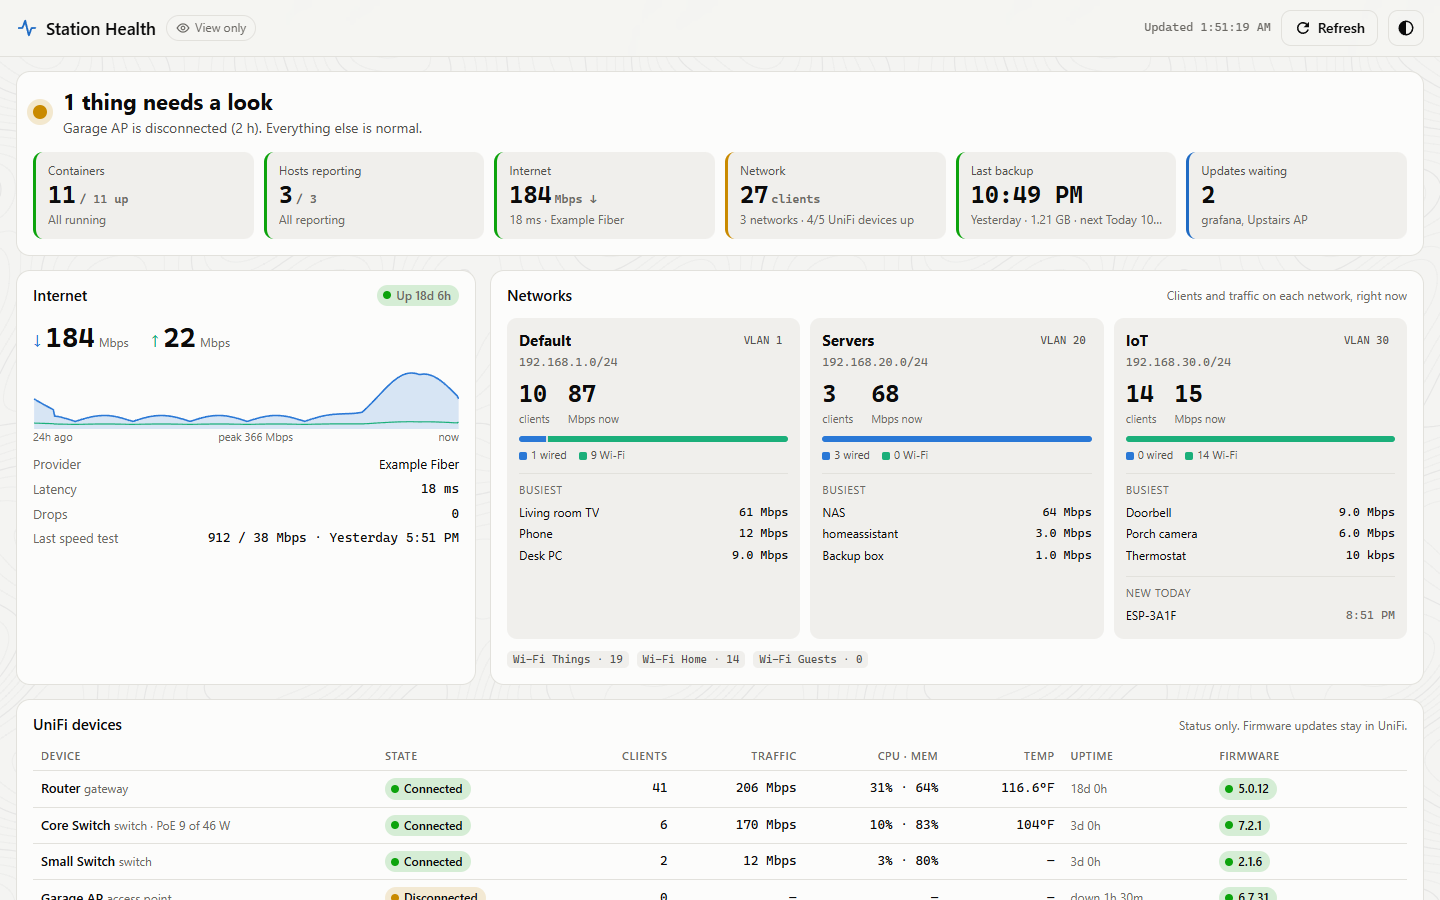 Station Health
View only
Updated 1:51:19 AM
Refresh
1 thing needs a look
Garage AP is disconnected (2 h). Everything else is normal.
Containers
11 / 11 up
All running
Hosts reporting
3 / 3
All reporting
Internet
184 Mbps ↓
18 ms · Example Fiber
Network
27 clients
3 networks · 4/5 UniFi devices up
Last backup
10:49 PM
Yesterday · 1.21 GB · next Today 10...
Updates waiting
2
grafana, Upstairs AP
Internet
Up 18d 6h
↓ 184 Mbps ↑ 22 Mbps
24h ago peak 366 Mbps now
Provider Example Fiber
Latency 18 ms
Drops 0
Last speed test 912 / 38 Mbps · Yesterday 5:51 PM
Networks
Clients and traffic on each network, right now
Default VLAN 1
192.168.1.0/24
10 87
clients Mbps now
1 wired 9 Wi-Fi
BUSIEST
Living room TV 61 Mbps
Phone 12 Mbps
Desk PC 9.0 Mbps
Servers VLAN 20
192.168.20.0/24
3 68
clients Mbps now
3 wired 0 Wi-Fi
BUSIEST
NAS 64 Mbps
homeassistant 3.0 Mbps
Backup box 1.0 Mbps
IoT VLAN 30
192.168.30.0/24
14 15
clients Mbps now
0 wired 14 Wi-Fi
BUSIEST
Doorbell 9.0 Mbps
Porch camera 6.0 Mbps
Thermostat 10 kbps
NEW TODAY
ESP-3A1F 8:51 PM
Wi-Fi Things · 19 Wi-Fi Home · 14 Wi-Fi Guests · 0
UniFi devices
Status only. Firmware updates stay in UniFi.
DEVICE STATE CLIENTS TRAFFIC CPU · MEM TEMP UPTIME FIRMWARE
Router gateway Connected 41 206 Mbps 31% · 64% 116.6°F 18d 0h 5.0.12
Core Switch switch · PoE 9 of 46 W Connected 6 170 Mbps 10% · 83% 104°F 3d 0h 7.2.1
Small Switch switch Connected 2 12 Mbps 3% · 80% – 3d 0h 2.1.6
Garage AP access point Disconnected 0 – – – down 1h 30m 6.7.31